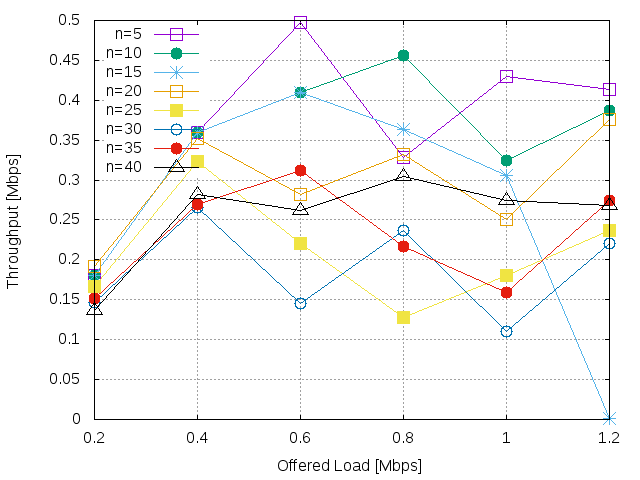 Throughput [Mbps]
0.5
0.45
0.4
0.35
0.3
0.25
0.2
0.15
0.1
0.05
0
n=5
n=10
n=15
n=20
n=25
n=30
n=35
n=40
0.2 0.4 0.6 0.8 1 1.2
Offered Load [Mbps]